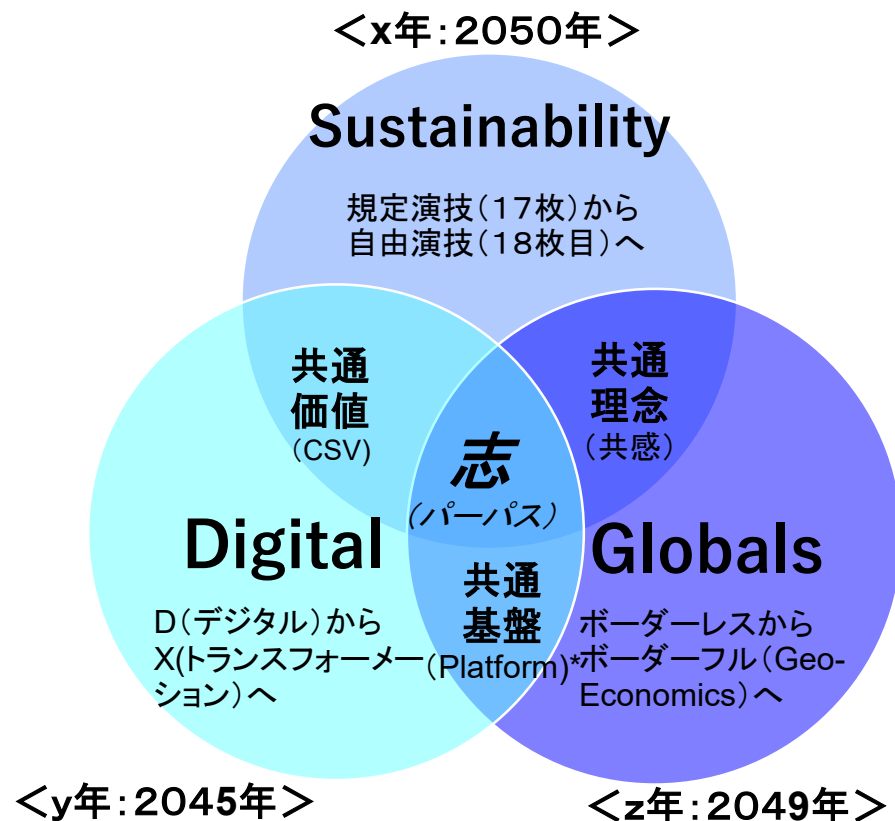 ＜x年：2050年＞
Sustainability
規定演技（１７枚）から
自由演技（１８枚目）へ
共通
価値
（CSV)
共通
理念
（共感）
志
（パーパス）
Digital
D（デジタル）から
X(トランスフォーメー
ション）へ
共通
基盤
（Platform)*
Globals
ボーダーレスから
ボーダーフル（Geo-
Economics）へ
＜y年：2045年＞
＜z年：2049年＞